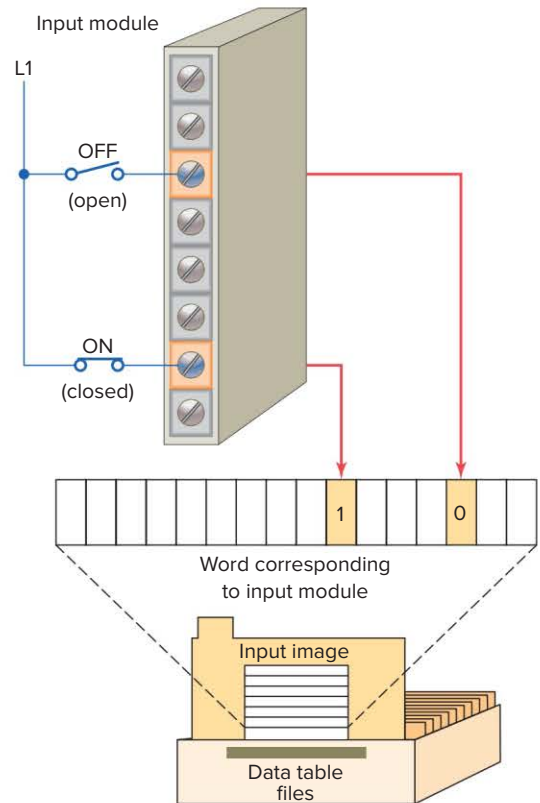 Input module
L1
OFF
(open)
ON
(closed)
1
0
Word corresponding
to input module
Input image
Data table
files